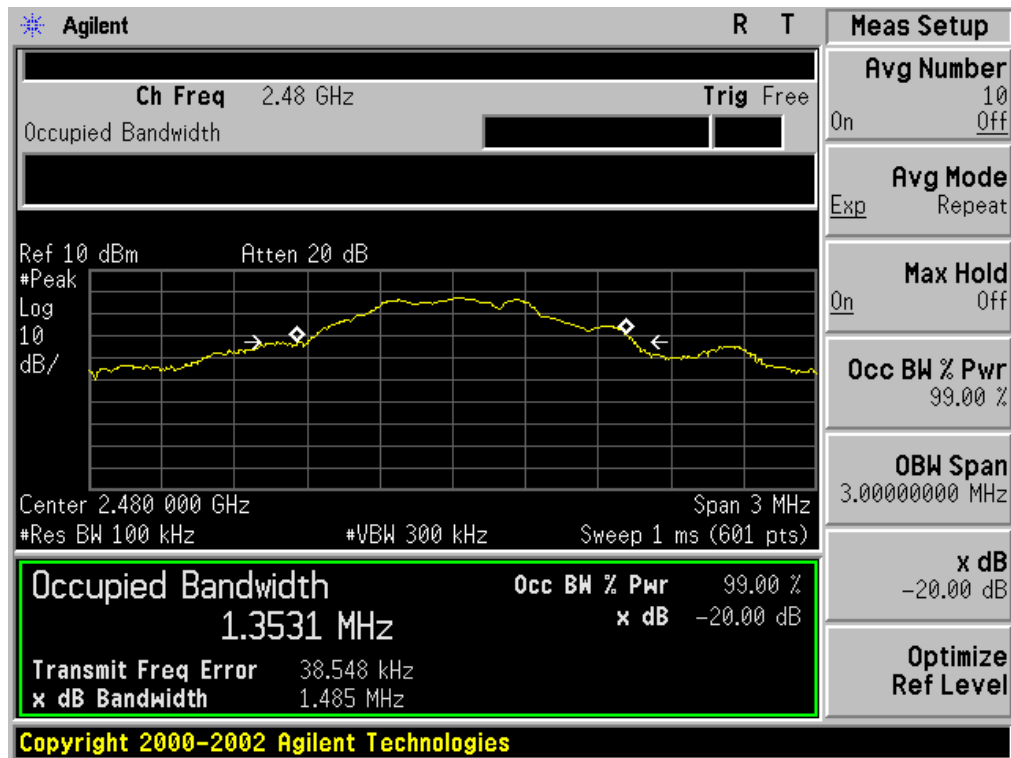 Agilent R T Meas Setup
Ch Freq 2.48 GHz Trig Free
Occupied Bandwidth
Avg Number
10
On Off
Avg Mode
Exp Repeat
Max Hold
On Off
Occ BW % Pwr
99.00 %
OBW Span
3.00000000 MHz
x dB
-20.00 dB
Optimize
Ref Level
Ref 10 dBm Atten 20 dB
#Peak
Log
10
dB/
Center 2.480 000 GHz Span 3 MHz
#Res BW 100 kHz #VBW 300 kHz Sweep 1 ms (601 pts)
Occupied Bandwidth Occ BW % Pwr 99.00 %
1.3531 MHz x dB -20.00 dB
Transmit Freq Error 38.548 kHz
x dB Bandwidth 1.485 MHz
Copyright 2000-2002 Agilent Technologies